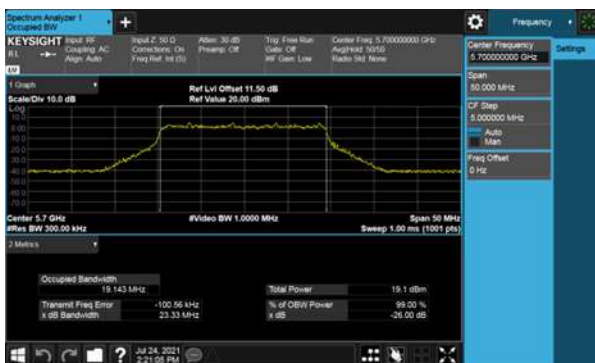 Spectrum Analyzer 1
Occupied BW
+
Frequency
KEYSIGHT
Input: RF
Coupling: AC
Align: Auto
Input Z: 50 Ω
Corrections: On
Freq Ref: Int (S)
Atten: 30 dB
Preamp: Off
Trig: Free Run
Gate: Off
#IF Gain: Low
Center Freq: 5.700000000 GHz
Avg|Hold: 50/50
Radio Std: None
Center Frequency
5.700000000 GHz
Settings
Span
50.000 MHz
CF Step
5.000000 MHz
Auto
Man
Freq Offset
0 Hz
1 Graph
Scale/Div 10.0 dB
Ref Lvl Offset 11.50 dB
Ref Value 20.00 dBm
Log
10.0
0.00
Center 5.7 GHz
#Res BW 300.00 kHz
#Video BW 1.0000 MHz
Span 50 MHz
Sweep 1.00 ms (1001 pts)
2 Metrics
Occupied Bandwidth
19.143 MHz
Total Power
19.1 dBm
Transmit Freq Error
-100.56 kHz
% of OBW Power
99.00 %
x dB Bandwidth
23.33 MHz
x dB
-26.00 dB
?
Jul 24, 2021
2:21:05 PM